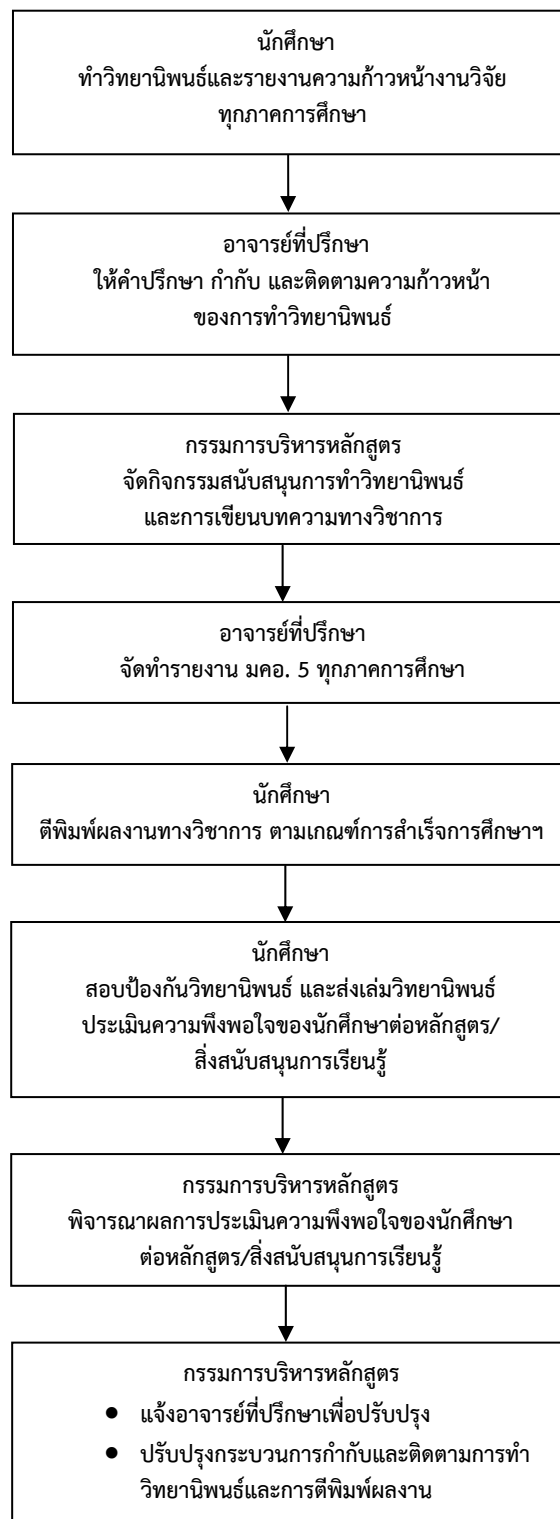 นักศึกษา
ทำวิทยานิพนธ์และรายงานความก้าวหน้างานวิจัย
ทุกภาคการศึกษา
อาจารย์ที่ปรึกษา
ให้คำปรึกษา กำกับ และติดตามความก้าวหน้า
ของการทำวิทยานิพนธ์
กรรมการบริหารหลักสูตร
จัดกิจกรรมสนับสนุนการทำวิทยานิพนธ์
และการเขียนบทความทางวิชาการ
อาจารย์ที่ปรึกษา
จัดทำรายงาน มคอ. 5 ทุกภาคการศึกษา
นักศึกษา
ตีพิมพ์ผลงานทางวิชาการ ตามเกณฑ์การสำเร็จการศึกษาฯ
นักศึกษา
สอบป้องกันวิทยานิพนธ์ และส่งเล่มวิทยานิพนธ์
ประเมินความพึงพอใจของนักศึกษาต่อหลักสูตร/
สิ่งสนับสนุนการเรียนรู้
กรรมการบริหารหลักสูตร
พิจารณาผลการประเมินความพึงพอใจของนักศึกษา
ต่อหลักสูตร/สิ่งสนับสนุนการเรียนรู้
กรรมการบริหารหลักสูตร
● แจ้งอาจารย์ที่ปรึกษาเพื่อปรับปรุง
● ปรับปรุงกระบวนการกำกับและติดตามการทำ
วิทยานิพนธ์และการตีพิมพ์ผลงาน